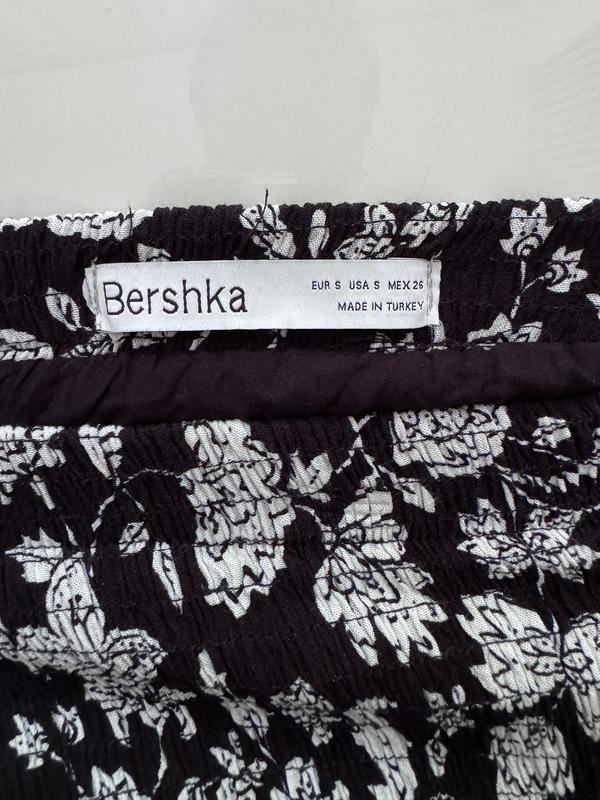 Bershka
EUR S USA S MEX 26
MADE IN TURKEY